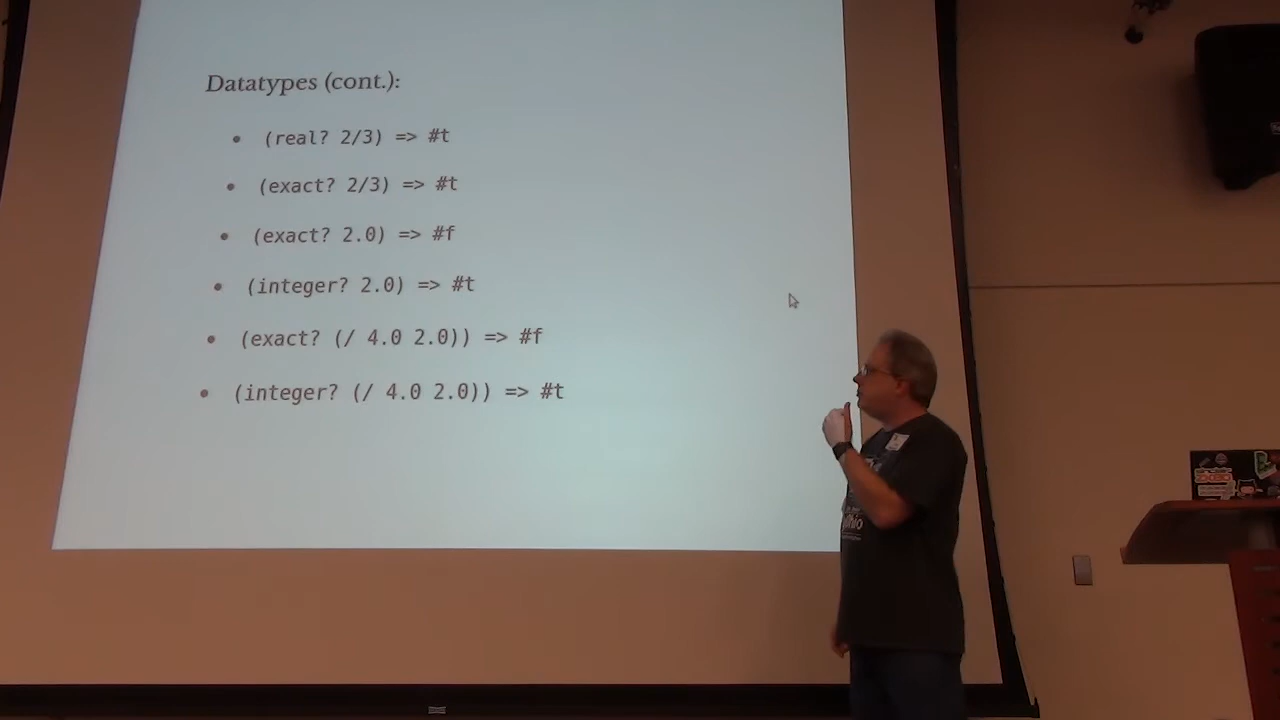 Datatypes (cont.):
• (real? 2/3) => #t
• (exact? 2/3) => #t
• (exact? 2.0) => #f
• (integer? 2.0) => #t
• (exact? (/ 4.0 2.0)) => #f
• (integer? (/ 4.0 2.0)) => #t